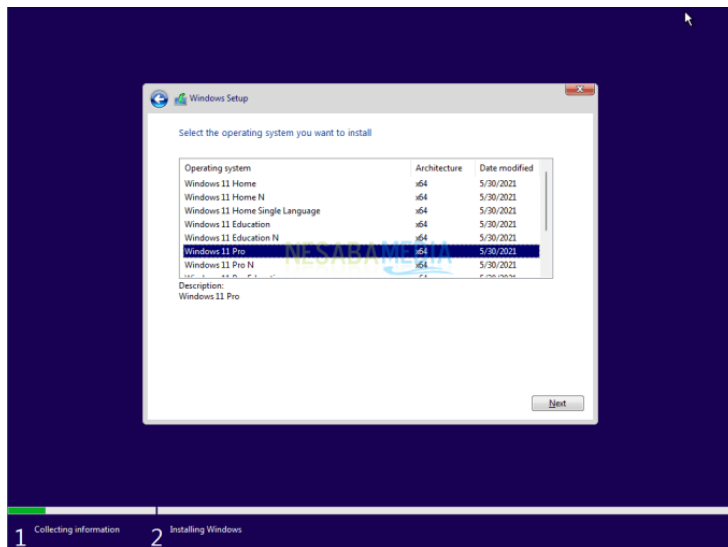 Windows Setup
Select the operating system you want to install
Operating system Architecture Date modified
Windows 11 Home x64 5/30/2021
Windows 11 Home N x64 5/30/2021
Windows 11 Home Single Language x64 5/30/2021
Windows 11 Education x64 5/30/2021
Windows 11 Education N x64 5/30/2021
Windows 11 Pro x64 5/30/2021
NESABAMEDIA
Windows 11 Pro N x64 5/30/2021
Description:
Windows 11 Pro
Next
1 Collecting information 2 Installing Windows